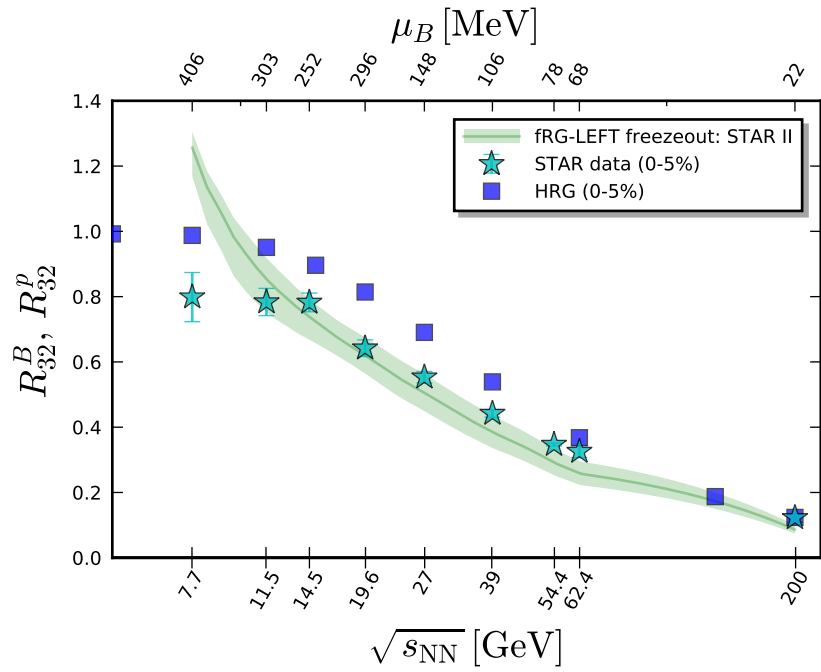 μ_B [MeV]
406 303 252 296 148 106 78 68 22
1.4
1.2
1.0
0.8
0.6
0.4
0.2
0.0
R^B_32, R^p_32
fRG-LEFT freezeout: STAR II
STAR data (0-5%)
HRG (0-5%)
7.7 11.5 14.5 19.6 27 39 54.4 62.4 200
√s_NN [GeV]